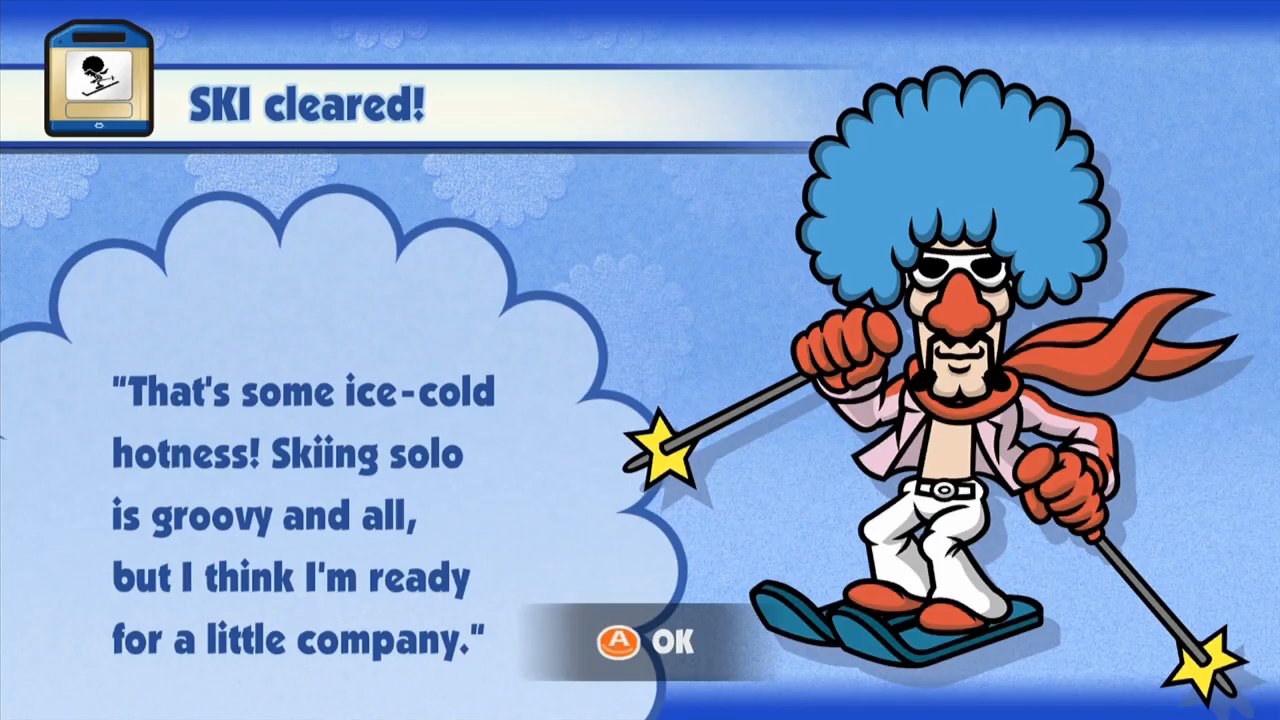 SKI cleared!
"That's some ice-cold
hotness! Skiing solo
is groovy and all,
but I think I'm ready
for a little company."
A OK